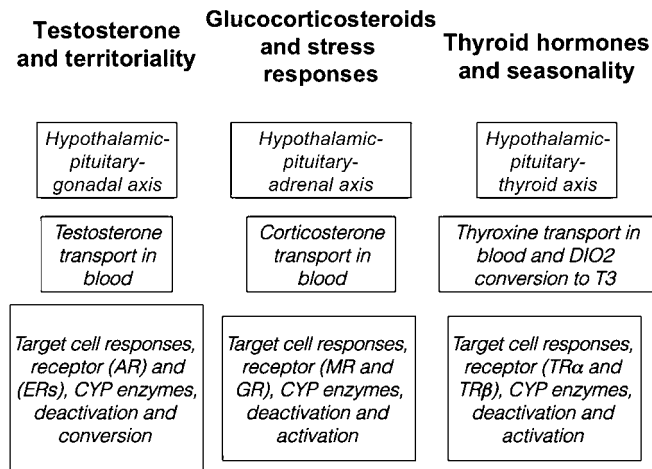 Testosterone
and territoriality
Glucocorticosteroids
and stress
responses
Thyroid hormones
and seasonality
Hypothalamic-
pituitary-
gonadal axis
Hypothalamic-
pituitary-
adrenal axis
Hypothalamic-
pituitary-
thyroid axis
Testosterone
transport in
blood
Corticosterone
transport in
blood
Thyroxine transport in
blood and DIO2
conversion to T3
Target cell responses,
receptor (AR) and
(ERs), CYP enzymes,
deactivation and
conversion
Target cell responses,
receptor (MR and
GR), CYP enzymes,
deactivation and
activation
Target cell responses,
receptor (TRα and
TRβ), CYP enzymes,
deactivation and
activation